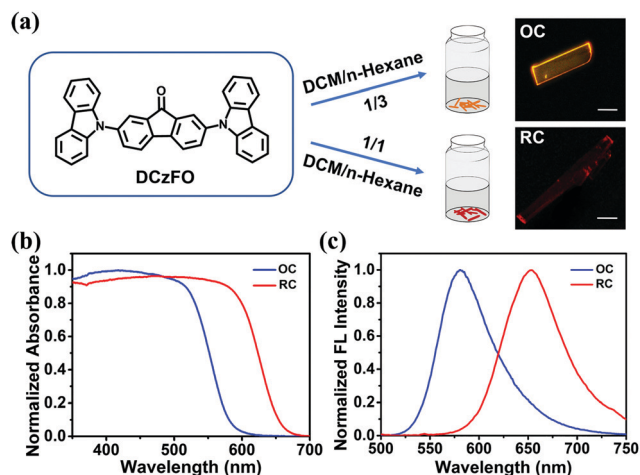 (a)
O
N
N
DCzFO
DCM/n-Hexane
1/3
1/1
DCM/n-Hexane
OC
RC
(b)
Normalized Absorbance
1.0
0.8
0.6
0.4
0.2
0.0
400
500
600
700
Wavelength (nm)
OC
RC
(c)
Normalized FL Intensity
1.0
0.8
0.6
0.4
0.2
0.0
500
550
600
650
700
750
Wavelength (nm)
OC
RC